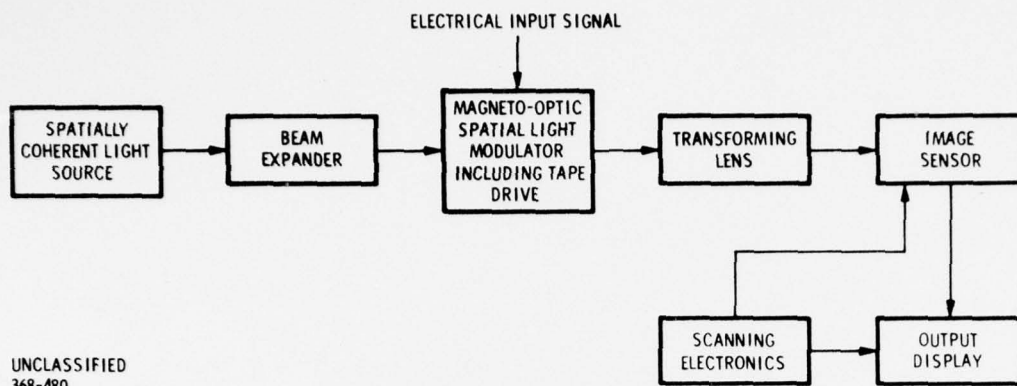 ELECTRICAL INPUT SIGNAL
SPATIALLY
COHERENT LIGHT
SOURCE
BEAM
EXPANDER
MAGNETO-OPTIC
SPATIAL LIGHT
MODULATOR
INCLUDING TAPE
DRIVE
TRANSFORMING
LENS
IMAGE
SENSOR
SCANNING
ELECTRONICS
OUTPUT
DISPLAY
UNCLASSIFIED
368-480